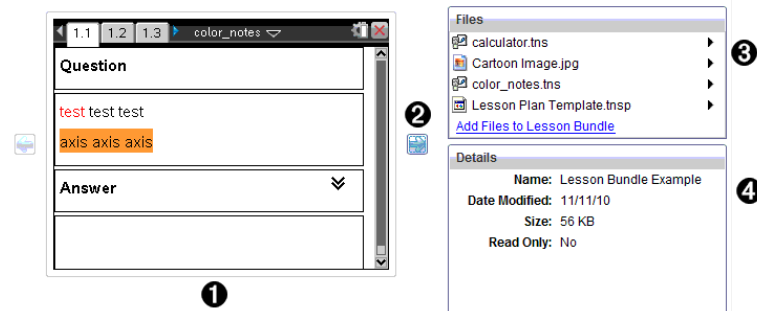 1.1 1.2 1.3 color_notes
Question
test test test
axis axis axis
Answer
1
2
Files
calculator.tns
Cartoon Image.jpg
color_notes.tns
Lesson Plan Template.tnsp
Add Files to Lesson Bundle
3
Details
Name: Lesson Bundle Example
Date Modified: 11/11/10
Size: 56 KB
Read Only: No
4